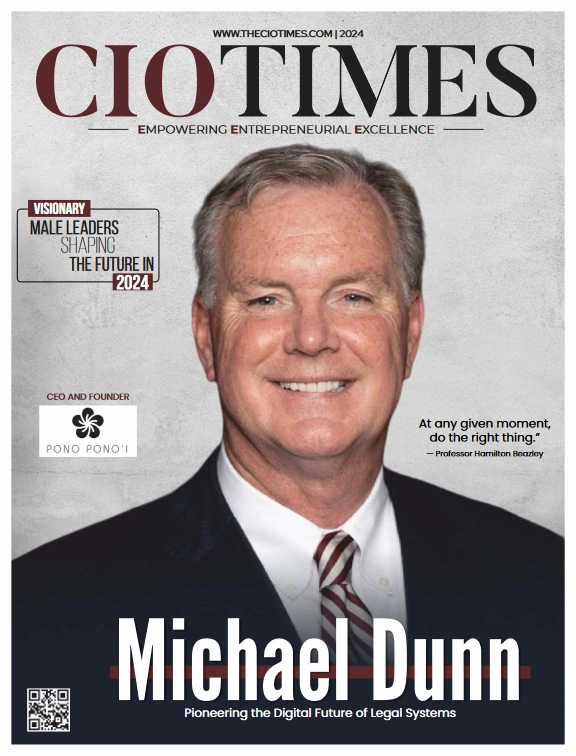 WWW.THECIOTIMES.COM | 2024
CIOTIMES
EMPOWERING ENTREPRENEURIAL EXCELLENCE
VISIONARY
MALE LEADERS
SHAPING
THE FUTURE IN
2024
CEO AND FOUNDER
PONO PONO'I
At any given moment,
do the right thing.”
— Professor Hamilton Beazley
Michael Dunn
Pioneering the Digital Future of Legal Systems